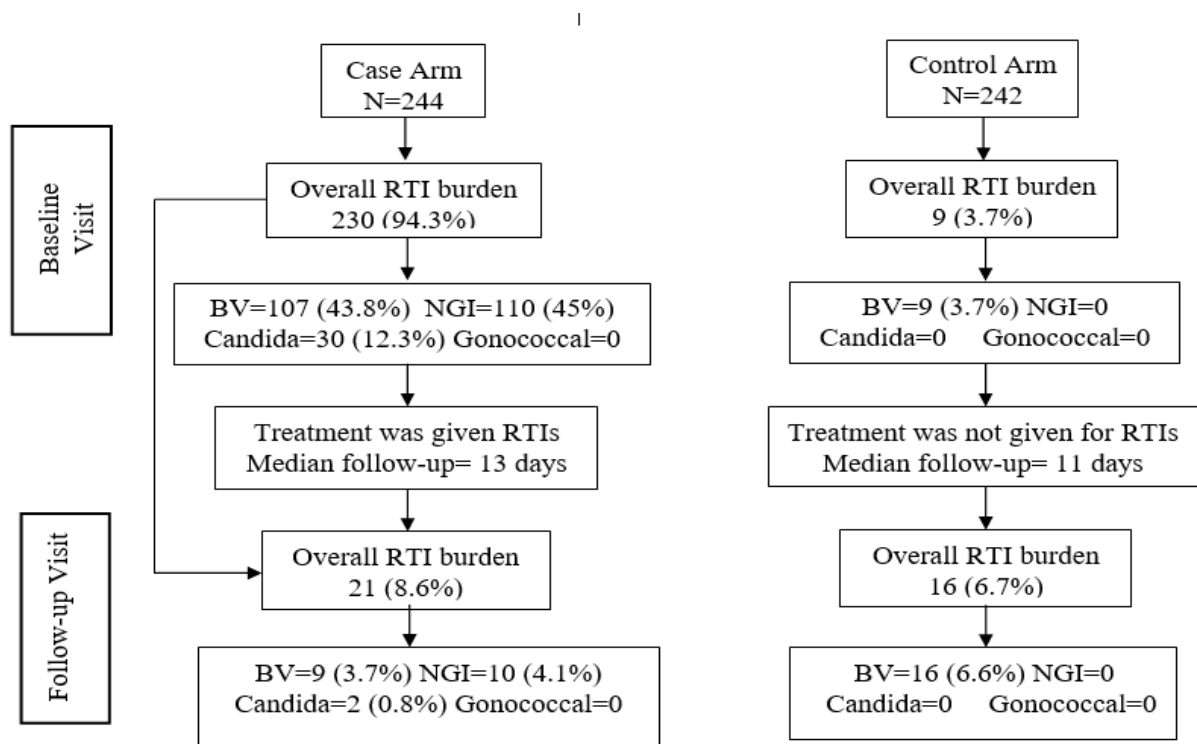 Case Arm
N=244
Control Arm
N=242
Baseline
Visit
Overall RTI burden
230 (94.3%)
Overall RTI burden
9 (3.7%)
BV=107 (43.8%) NGI=110 (45%)
Candida=30 (12.3%) Gonococcal=0
BV=9 (3.7%) NGI=0
Candida=0 Gonococcal=0
Treatment was given RTIs
Median follow-up= 13 days
Treatment was not given for RTIs
Median follow-up= 11 days
Follow-up Visit
Overall RTI burden
21 (8.6%)
Overall RTI burden
16 (6.7%)
BV=9 (3.7%) NGI=10 (4.1%)
Candida=2 (0.8%) Gonococcal=0
BV=16 (6.6%) NGI=0
Candida=0 Gonococcal=0